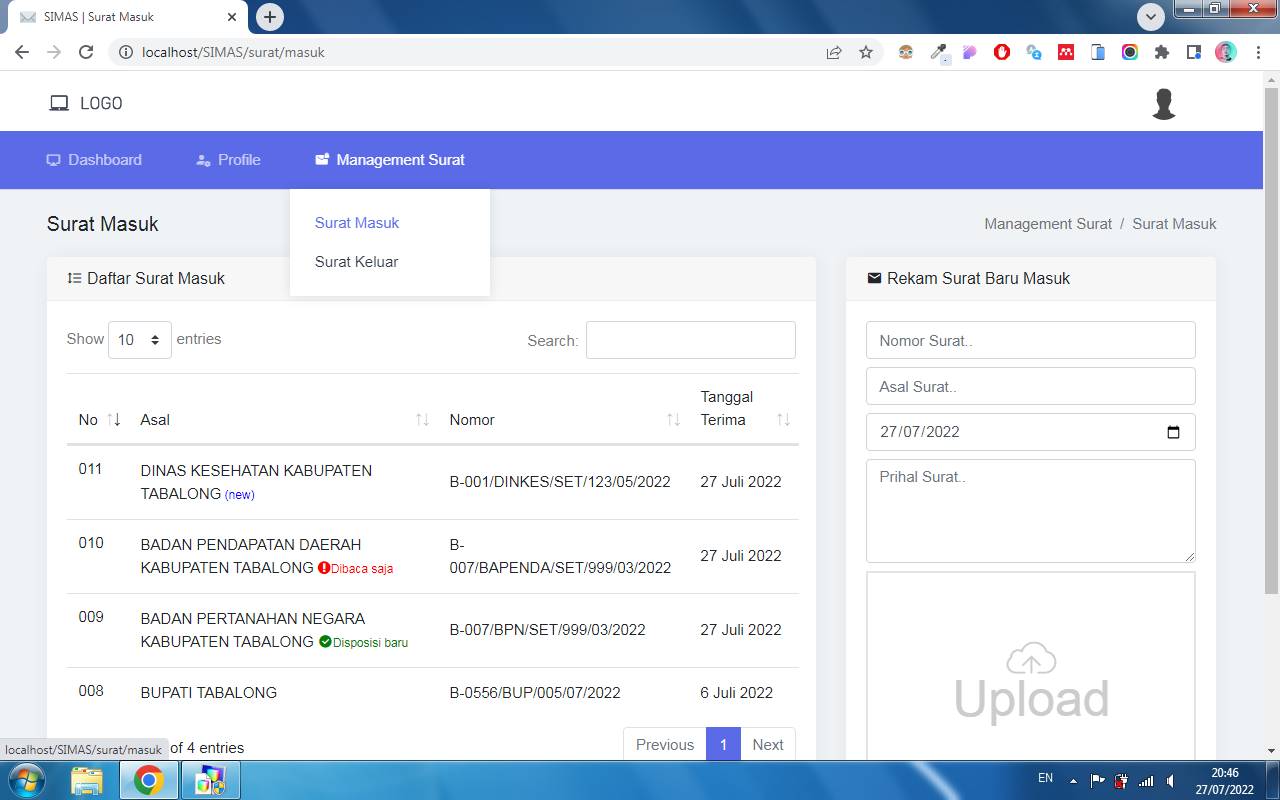 SIMAS | Surat Masuk
localhost/SIMAS/surat/masuk
LOGO
Dashboard Profile Management Surat
Surat Masuk
Surat Keluar
Surat Masuk
Management Surat / Surat Masuk
Daftar Surat Masuk
Show 10 entries
Search:
No Asal Nomor Tanggal Terima
011 DINAS KESEHATAN KABUPATEN
TABALONG (new)
B-001/DINKES/SET/123/05/2022 27 Juli 2022
010 BADAN PENDAPATAN DAERAH
KABUPATEN TABALONG Dibaca saja
B-
007/BAPENDA/SET/999/03/2022
27 Juli 2022
009 BADAN PERTANAHAN NEGARA
KABUPATEN TABALONG Disposisi baru
B-007/BPN/SET/999/03/2022 27 Juli 2022
008 BUPATI TABALONG B-0556/BUP/005/07/2022 6 Juli 2022
of 4 entries
Previous 1 Next
Rekam Surat Baru Masuk
Nomor Surat..
Asal Surat..
27/07/2022
Prihal Surat..
Upload
localhost/SIMAS/surat/masuk
EN
20:46
27/07/2022